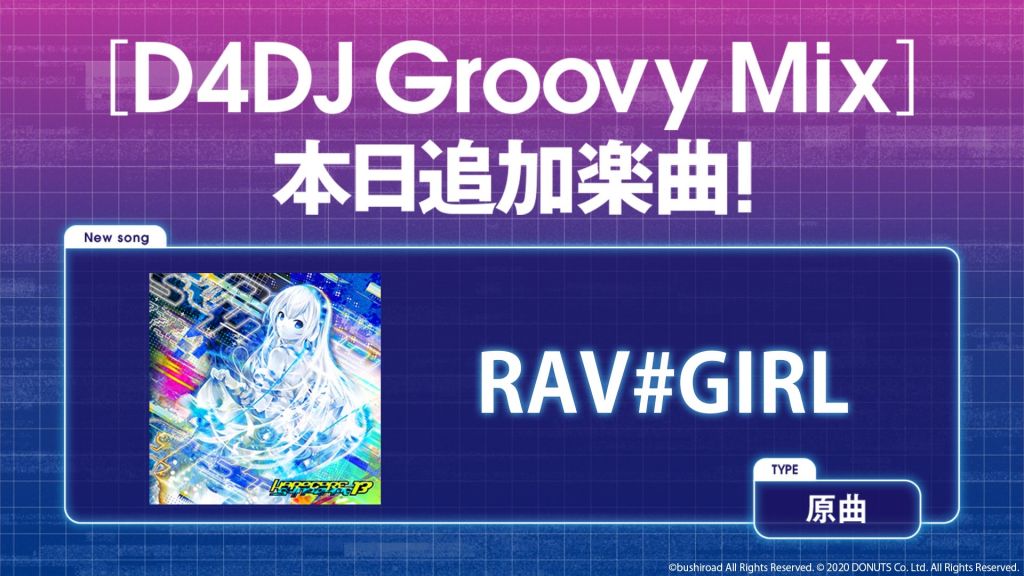 [D4DJ Groovy Mix]
本日追加楽曲!
New song
RAV#GIRL
TYPE
原曲
©bushiroad All Rights Reserved. © 2020 DONUTS Co. Ltd. All Rights Reserved.